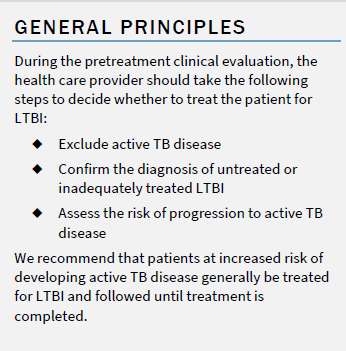 GENERAL PRINCIPLES
During the pretreatment clinical evaluation, the
health care provider should take the following
steps to decide whether to treat the patient for
LTBI:
◆ Exclude active TB disease
◆ Confirm the diagnosis of untreated or
inadequately treated LTBI
◆ Assess the risk of progression to active TB
disease
We recommend that patients at increased risk of
developing active TB disease generally be treated
for LTBI and followed until treatment is
completed.